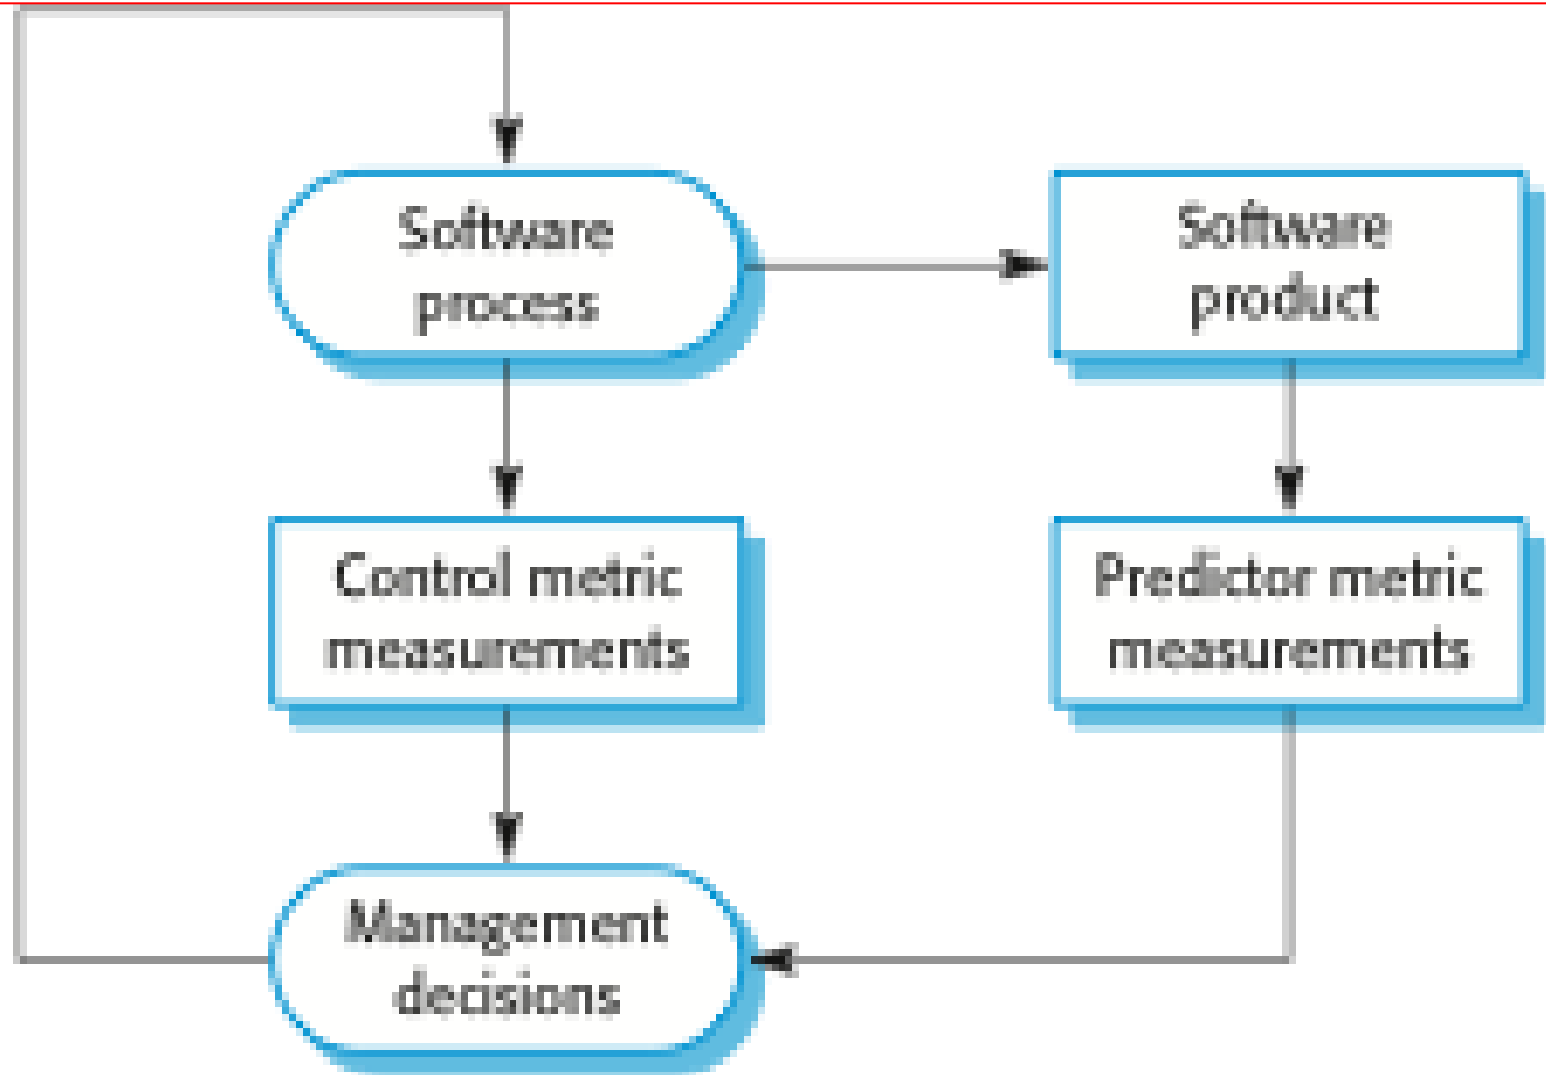 Software
process
Software
product
Control metric
measurements
Predictor metric
measurements
Management
decisions